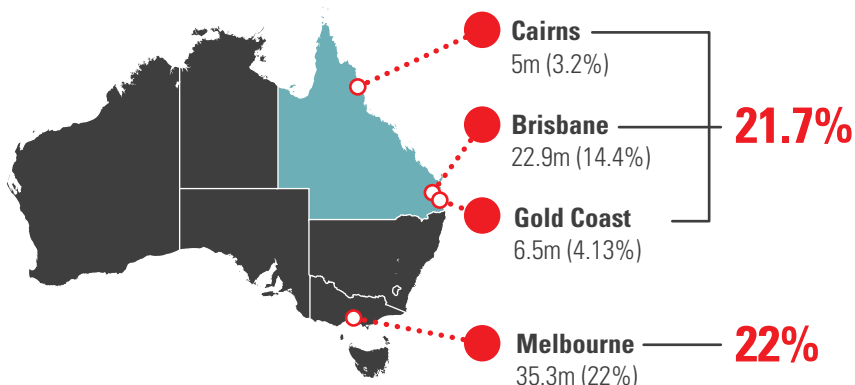 Cairns
5m (3.2%)
Brisbane
22.9m (14.4%)
21.7%
Gold Coast
6.5m (4.13%)
Melbourne
35.3m (22%)
22%